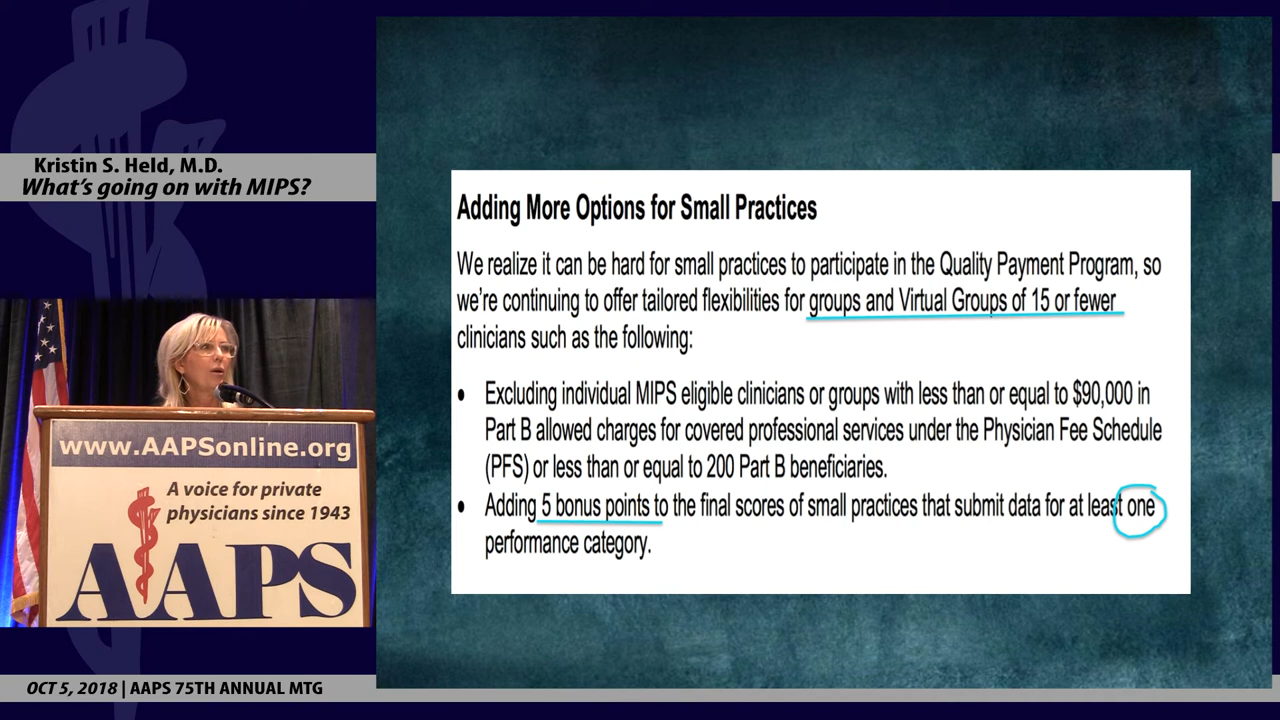 Kristin S. Held, M.D.
What's going on with MIPS?
www.AAPSonline.org
A voice for private
physicians since 1943
AAPS
OCT 5, 2018 | AAPS 75TH ANNUAL MTG
Adding More Options for Small Practices
We realize it can be hard for small practices to participate in the Quality Payment Program, so
we're continuing to offer tailored flexibilities for groups and Virtual Groups of 15 or fewer
clinicians such as the following:
• Excluding individual MIPS eligible clinicians or groups with less than or equal to $90,000 in
Part B allowed charges for covered professional services under the Physician Fee Schedule
(PFS) or less than or equal to 200 Part B beneficiaries.
• Adding 5 bonus points to the final scores of small practices that submit data for at least one
performance category.